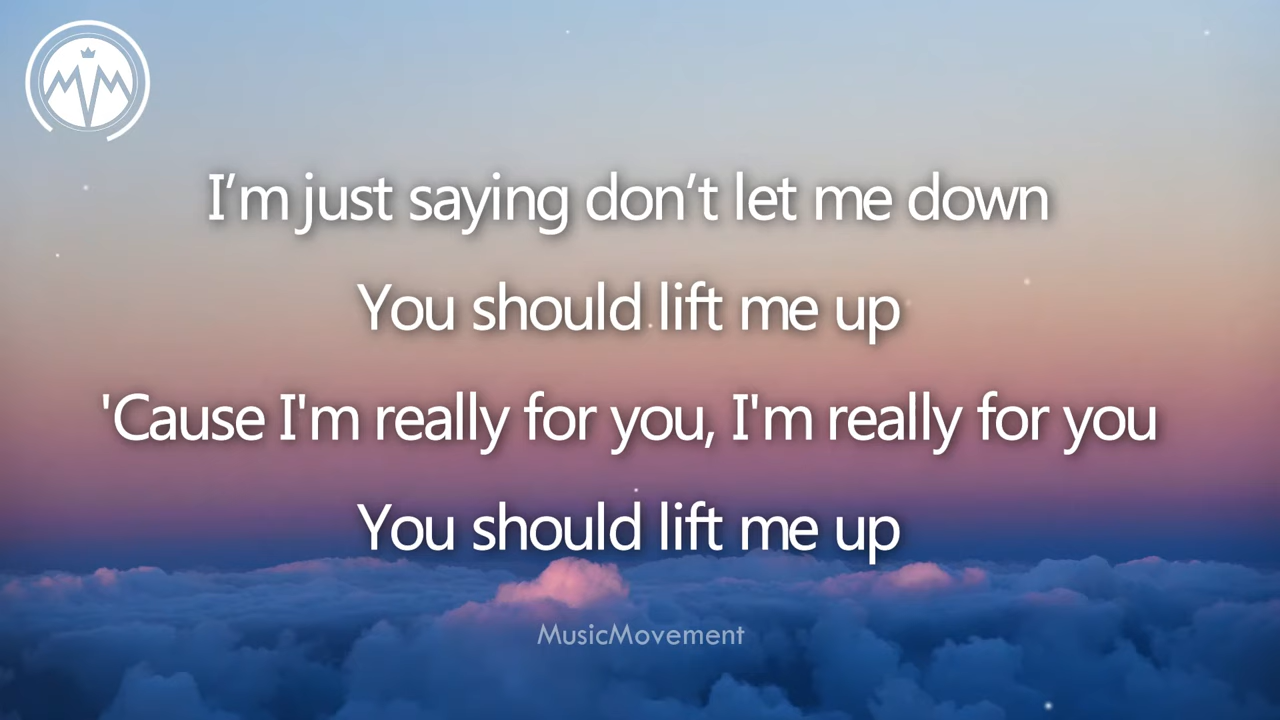 I’m just saying don’t let me down
You should lift me up
'Cause I'm really for you, I'm really for you
You should lift me up
MusicMovement